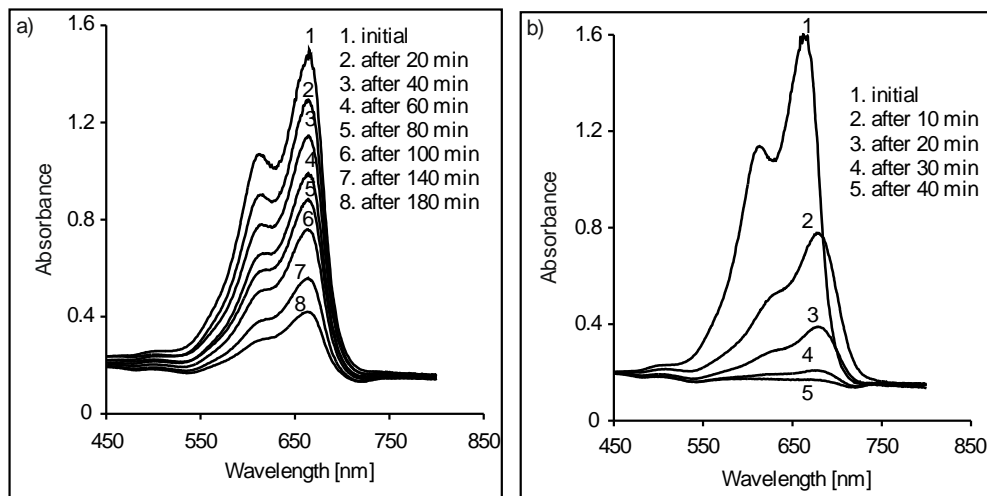 a)
1.6
1.2
0.8
0.4
0
Absorbance
450 550 650 750 850
Wavelength [nm]
1
2
3
4
5
6
7
8
1. initial
2. after 20 min
3. after 40 min
4. after 60 min
5. after 80 min
6. after 100 min
7. after 140 min
8. after 180 min
b)
1.6
1.2
0.8
0.4
0
Absorbance
450 550 650 750 850
Wavelength [nm]
1
2
3
4
5
1. initial
2. after 10 min
3. after 20 min
4. after 30 min
5. after 40 min